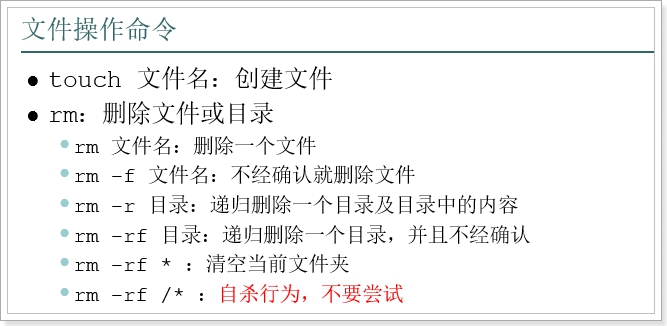 文件操作命令
● touch 文件名：创建文件
● rm：删除文件或目录
● rm 文件名：删除一个文件
● rm -f 文件名：不经确认就删除文件
● rm -r 目录：递归删除一个目录及目录中的内容
● rm -rf 目录：递归删除一个目录，并且不经确认
● rm -rf * ：清空当前文件夹
● rm -rf /* ：自杀行为，不要尝试